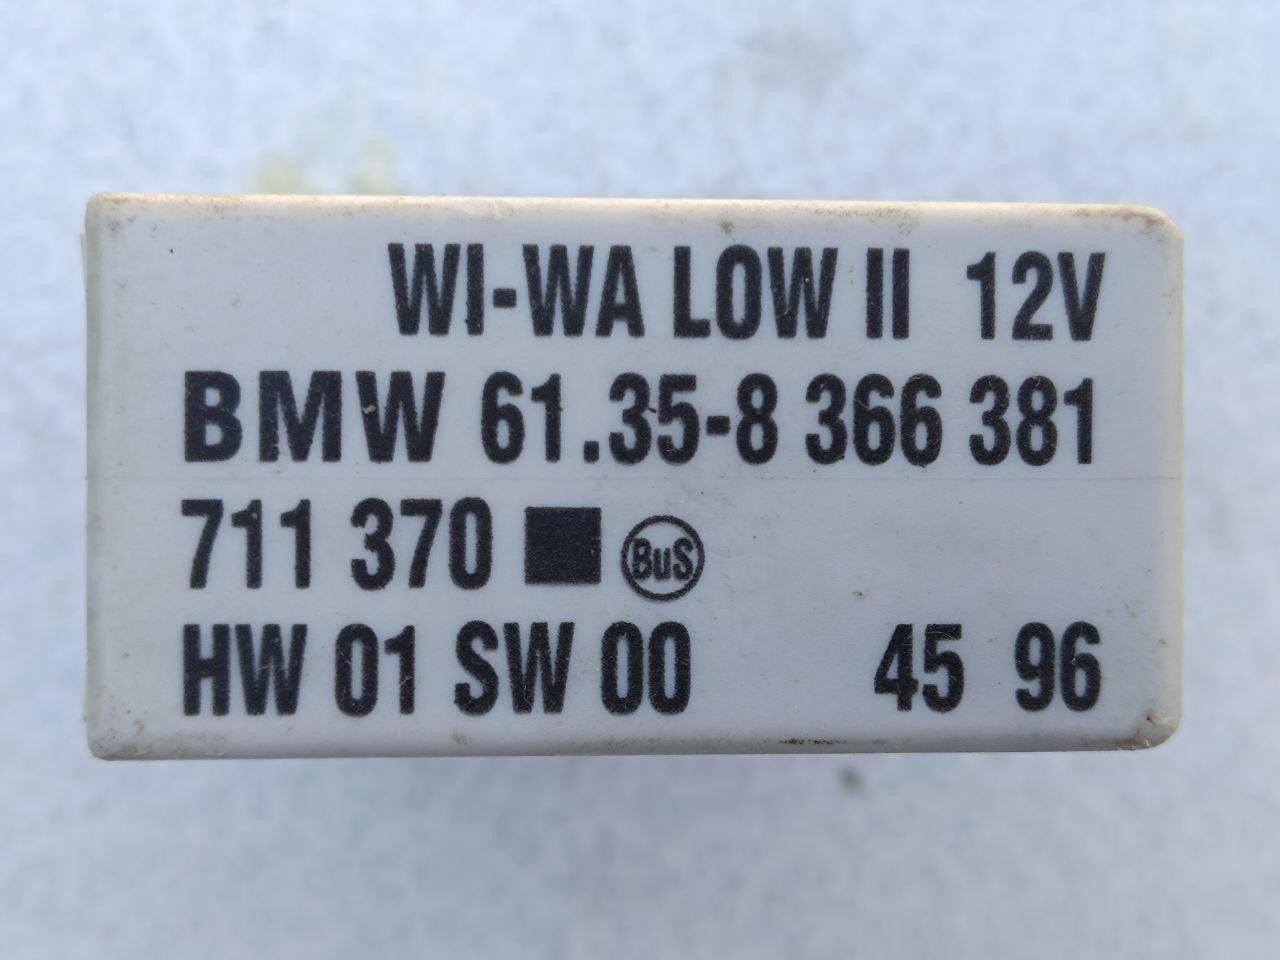 WI-WA LOW II 12V
BMW 61.35-8 366 381
711 370 BuS
HW 01 SW 00 45 96